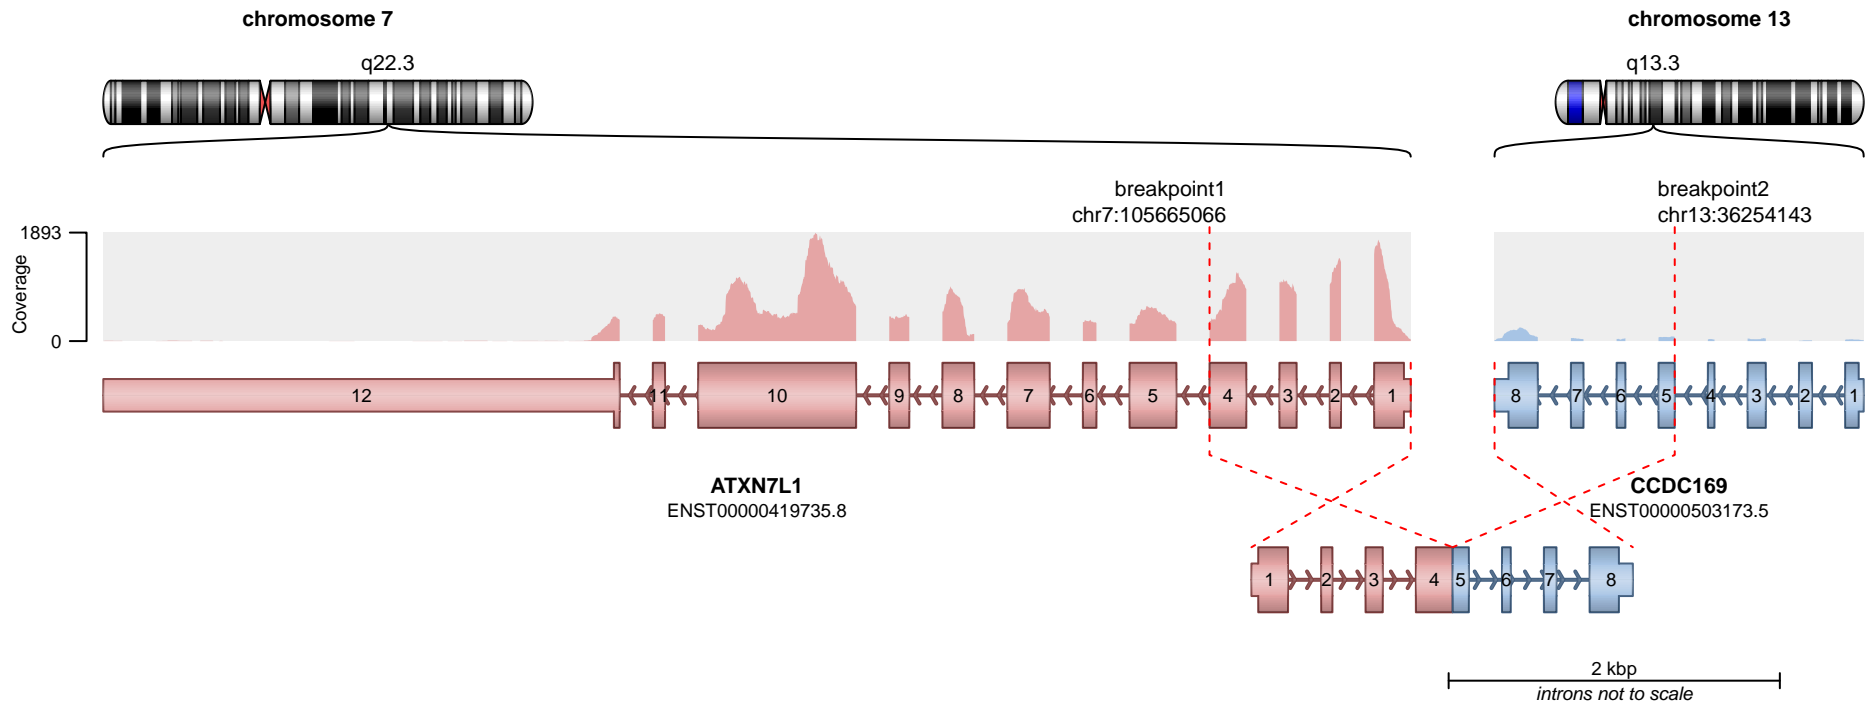 chromosome 7
chromosome 13
q22.3
q13.3
breakpoint1
chr7:105665066
breakpoint2
chr13:36254143
1893
Coverage
0
12 11 10 9 8 7 6 5 4 3 2 1
8 7 6 5 4 3 2 1
ATXN7L1
ENST00000419735.8
CCDC169
ENST00000503173.5
1 2 3 4 5 6 7 8
2 kbp
introns not to scale